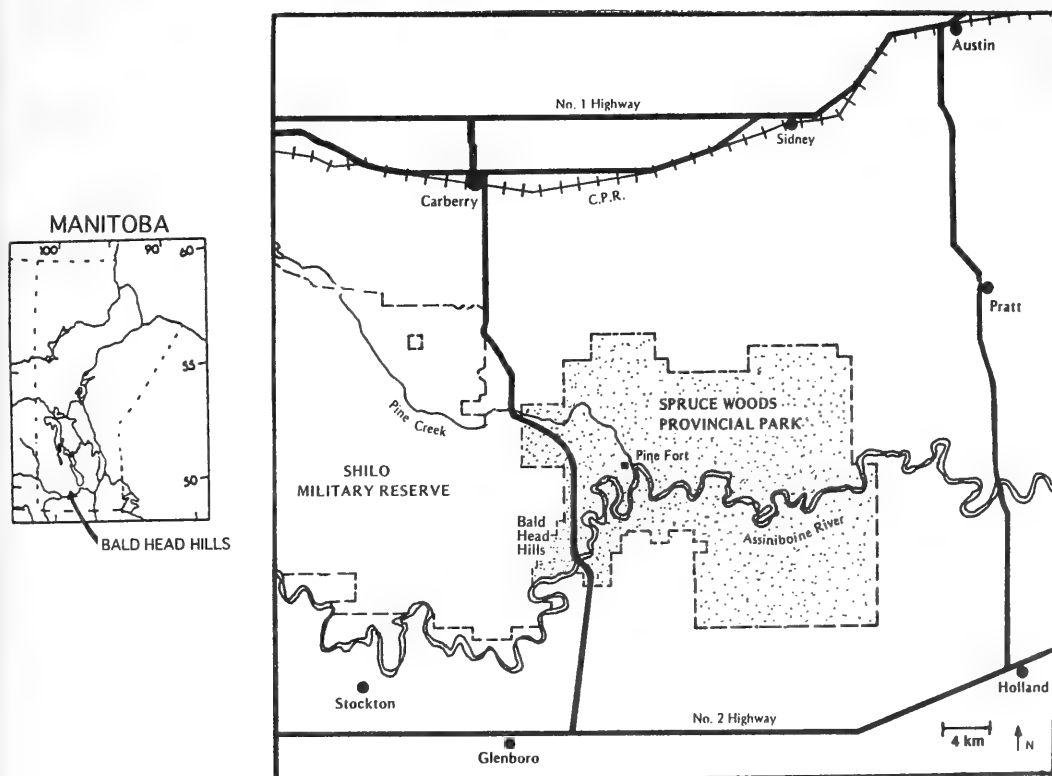 MANITOBA
100
90
60
55
50
BALD HEAD HILLS
Austin
No. 1 Highway
Sidney
Carberry
C.P.R.
Pratt
Pine Creek
SPRUCE WOODS
PROVINCIAL PARK
Pine Fort
SHILO
MILITARY RESERVE
Bald
Head
Hills
Assiniboine River
Stockton
Holland
No. 2 Highway
4 km
N
Glenboro